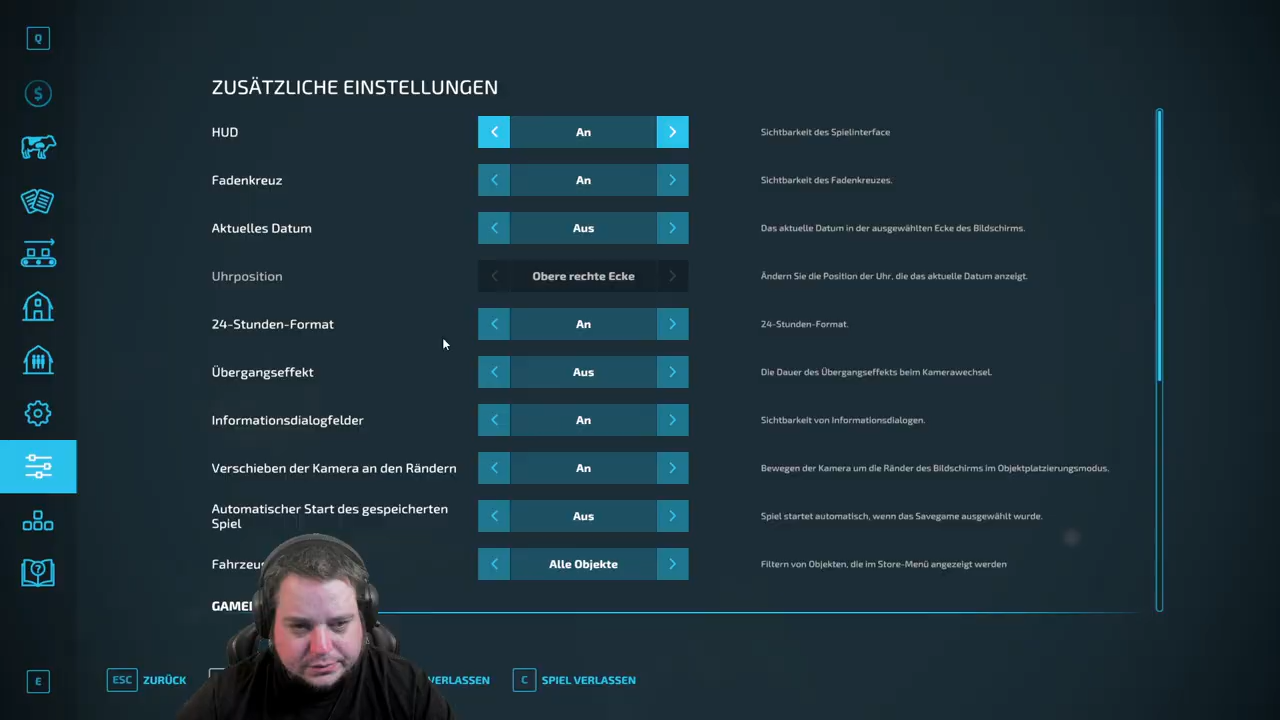 Q
$
ZUSÄTZLICHE EINSTELLUNGEN
HUD An Sichtbarkeit des Spielinterface
Fadenkreuz An Sichtbarkeit des Fadenkreuzes.
Aktuelles Datum Aus Das aktuelle Datum in der ausgewählten Ecke des Bildschirms.
Uhrposition Obere rechte Ecke Ändern Sie die Position der Uhr, die das aktuelle Datum anzeigt.
24-Stunden-Format An 24-Stunden-Format.
Übergangseffekt Aus Die Dauer des Übergangseffekts beim Kamerawechsel.
Informationsdialogfelder An Sichtbarkeit von Informationsdialogen.
Verschieben der Kamera an den Rändern An Bewegen der Kamera um die Ränder des Bildschirms im Objektplatzierungsmodus.
Automatischer Start des gespeicherten
Spiel Aus Spiel startet automatisch, wenn das Savegame ausgewählt wurde.
Alle Objekte Filtern von Objekten, die im Store-Menü angezeigt werden
?
E ESC ZURÜCK VERLASSEN C SPIEL VERLASSEN